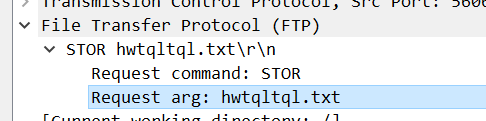 Transmission Control Protocol, Src Port: 5606
File Transfer Protocol (FTP)
STOR hwtqltql.txt\r\n
Request command: STOR
Request arg: hwtqltql.txt
[Current working directory: /]